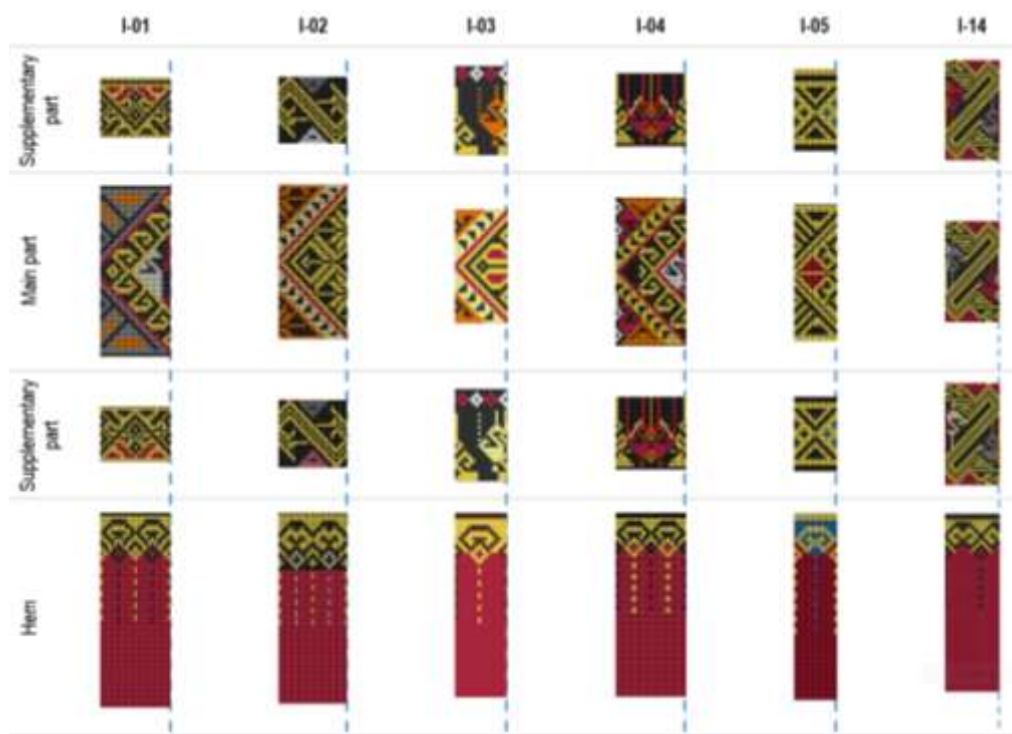 I-01 I-02 I-03 I-04 I-05 I-14
Supplementary
part
Main part
Supplementary
part
Hem